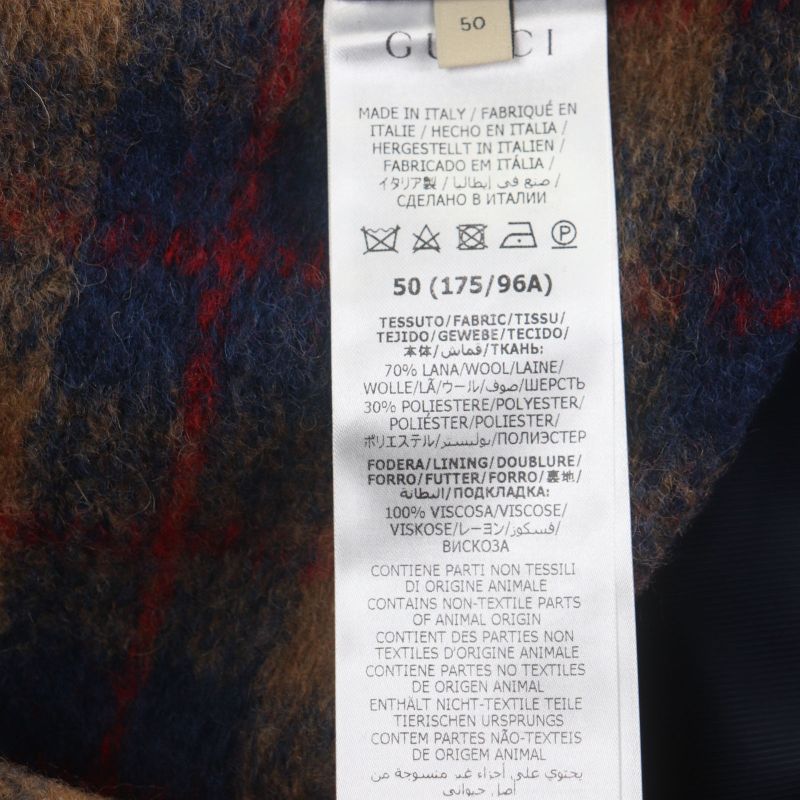 50
GUCCI
MADE IN ITALY / FABRIQUÉ EN
ITALIE / HECHO EN ITALIA /
HERGESTELLT IN ITALIEN /
FABRICADO EM ITÁLIA /
イタリア製 / صنع في إيطاليا /
СДЕЛАНО В ИТАЛИИ
P
50 (175/96A)
TESSUTO/FABRIC/TISSU/
TEJIDO/GEWEBE/TECIDO/
本体/قماش/ТКАНЬ:
70% LANA/WOOL/LAINE/
WOLLE/LÃ/ウール/صوف/ШЕРСТЬ
30% POLIESTERE/POLYESTER/
POLIÉSTER/POLIESTER/
ポリエステル/بوليستر/ПОЛИЭСТЕР
FODERA/LINING/DOUBLURE/
FORRO/FUTTER/FORRO/裏地/
البطانة/ПОДКЛАДКА:
100% VISCOSA/VISCOSE/
VISKOSE/レーヨン/فسكوز/
ВИСКОЗА
CONTIENE PARTI NON TESSILI
DI ORIGINE ANIMALE
CONTAINS NON-TEXTILE PARTS
OF ANIMAL ORIGIN
CONTIENT DES PARTIES NON
TEXTILES D'ORIGINE ANIMALE
CONTIENE PARTES NO TEXTILES
DE ORIGEN ANIMAL
ENTHÄLT NICHT-TEXTILE TEILE
TIERISCHEN URSPRUNGS
CONTEM PARTES NÃO-TEXTEIS
DE ORIGEM ANIMAL
يحتوي على أجزاء غير منسوجة من
أصل حيواني